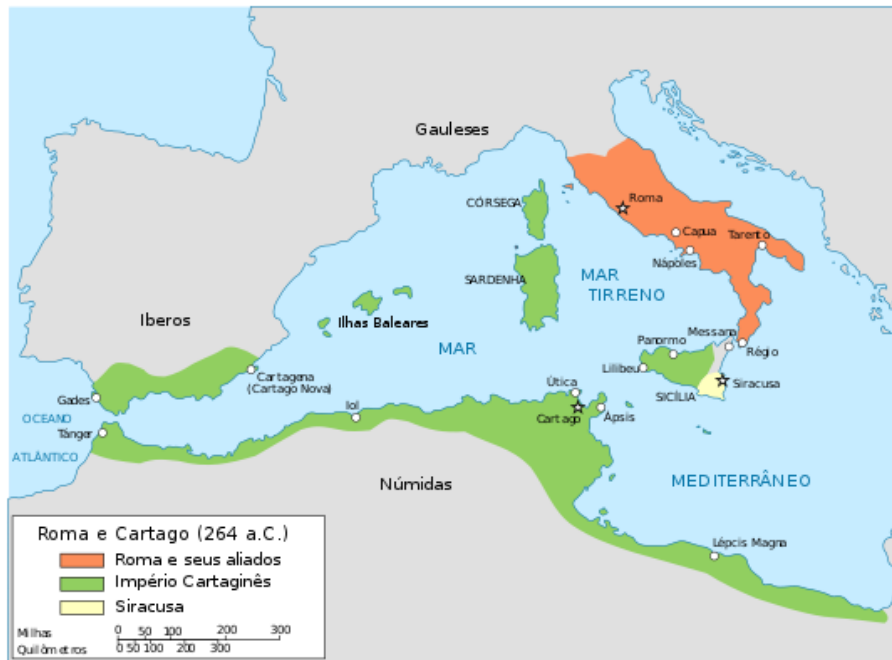 Gauleses
Roma
CÓRSEGA
Capua
Tarento
Nápoles
MAR
TIRRENO
SARDENHA
Iberos
Ilhas Baleares
MAR
Messana
Panormo
Régio
Lilibeu
Siracusa
SICÍLIA
Cartagena
(Cartago Nova)
Gades
Útica
Iol
Cartago
Ápsis
OCEANO
Tânger
ATLÂNTICO
Númidas
MEDITERRÂNEO
Lépcis Magna
Roma e Cartago (264 a.C.)
Roma e seus aliados
Império Cartaginês
Siracusa
Milhas 0 50 100 200 300
Quilômetros 0 50 100 200 300